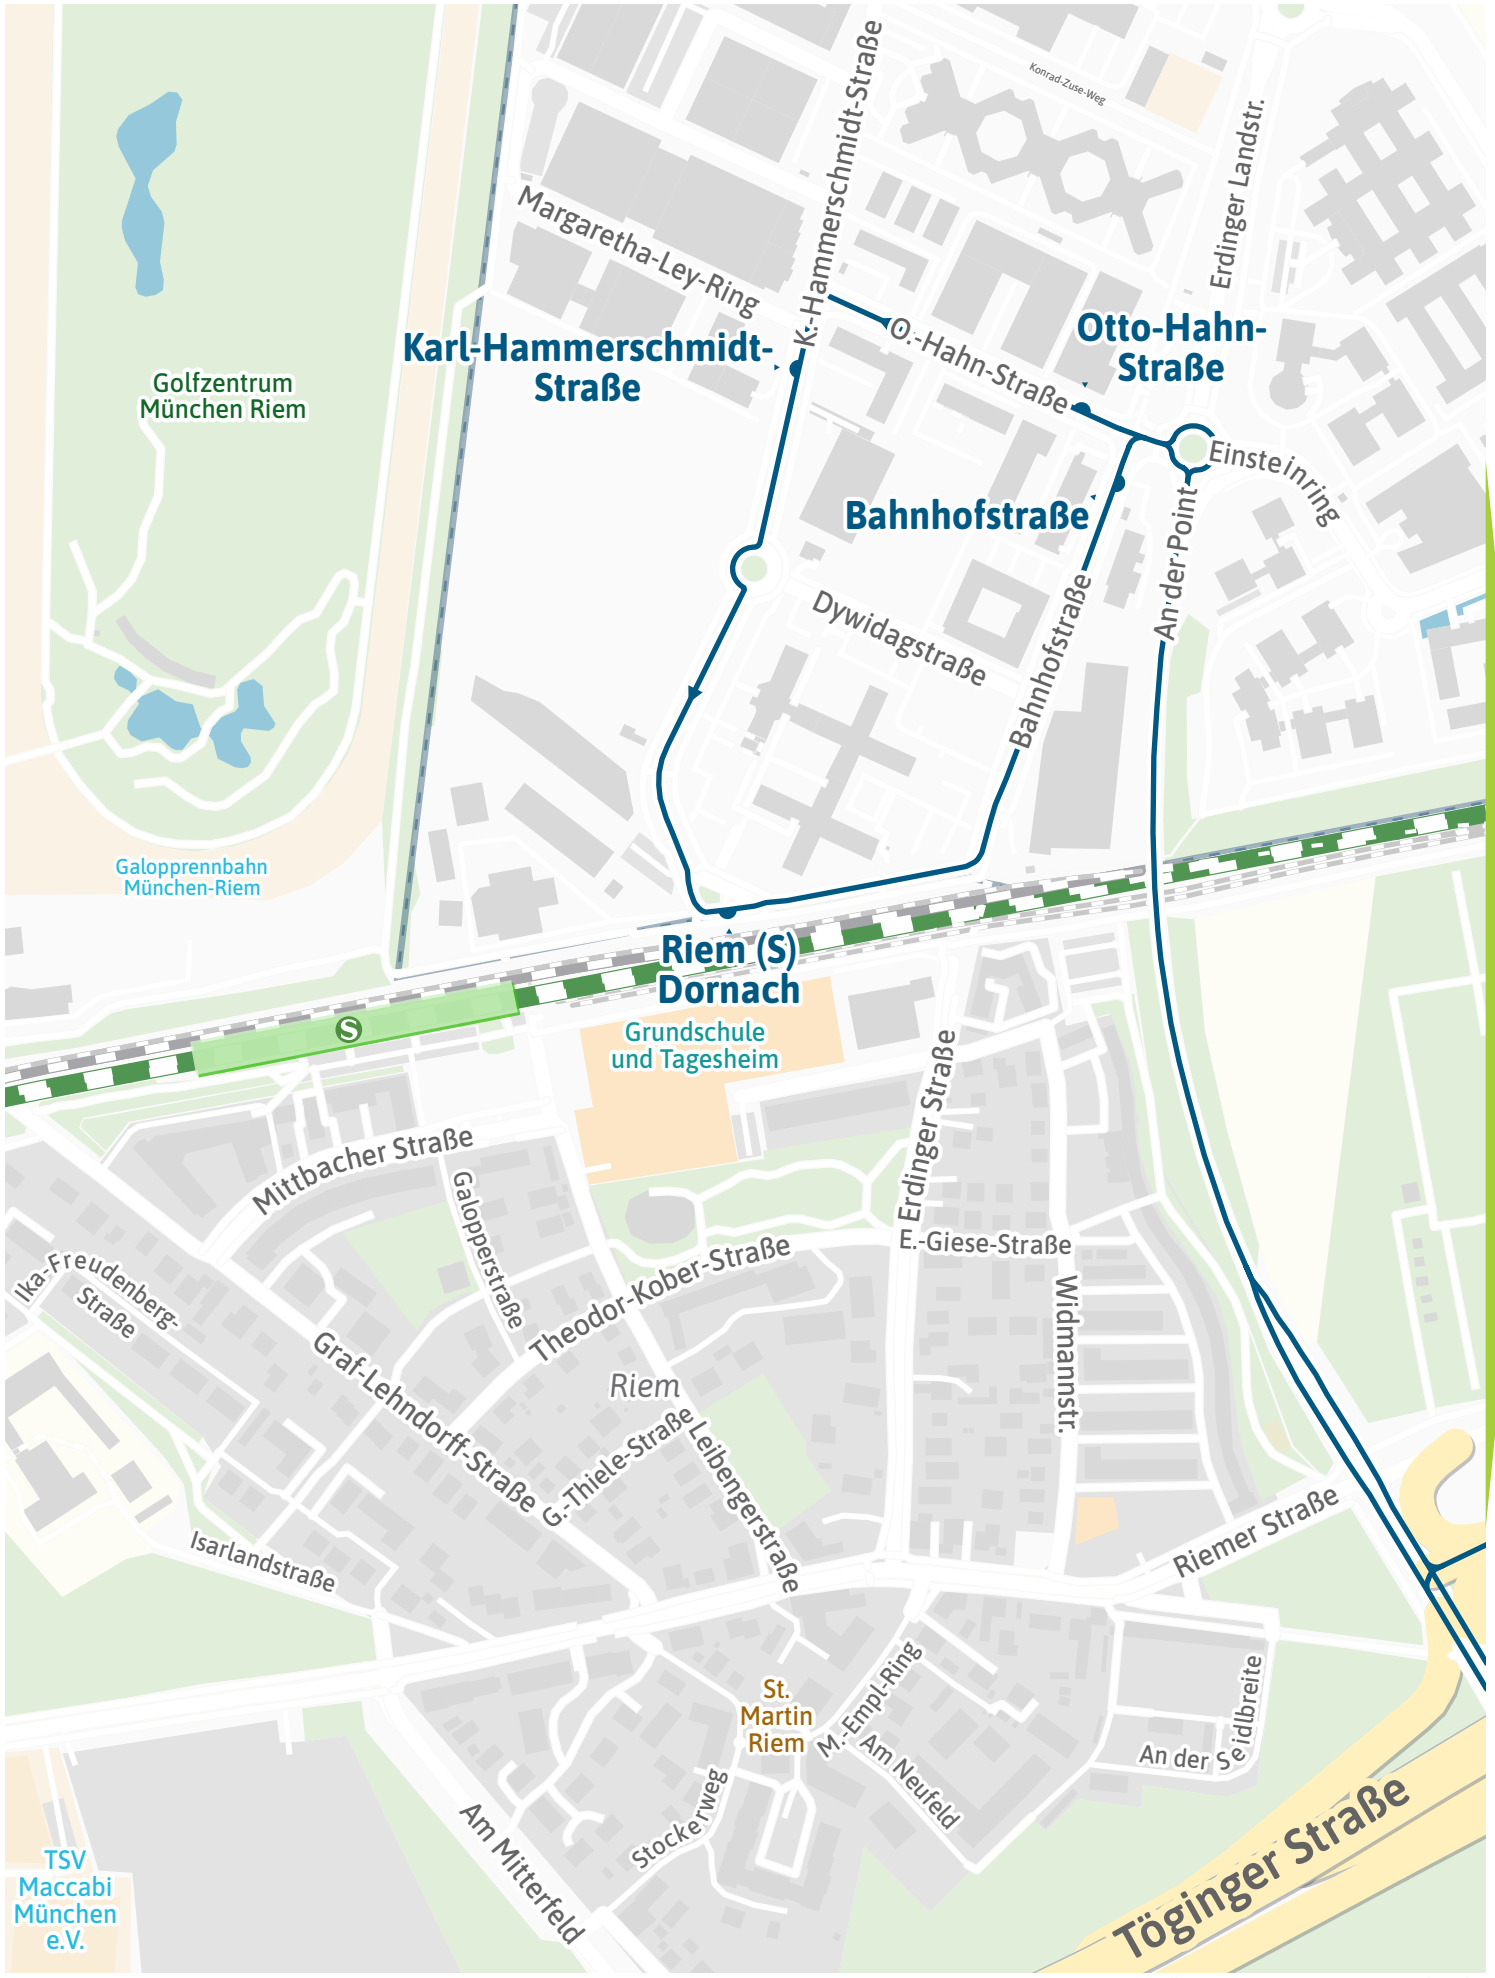 Konrad-Zuse-Weg
K.-Hammerschmidt-Straße
Erdinger Landstr.
Margaretha-Ley-Ring
O.-Hahn-Straße
Otto-Hahn-
Straße
Karl-Hammerschmidt-
Straße
Golfzentrum
München Riem
Einsteinring
Bahnhofstraße
An der Point
Dywidagstraße
Bahnhofstraße
Galopprennbahn
München-Riem
Riem (S)
Dornach
S
Grundschule
und Tagesheim
Erdinger Straße
Mittbacher Straße
Galopperstraße
E.-Giese-Straße
Theodor-Kober-Straße
Ika-Freudenberg-
Straße
Widmannstr.
Graf-Lehndorff-Straße
Riem
G.-Thiele-Straße
Leibengerstraße
Isarlandstraße
Riemer Straße
St.
Martin
Riem
M.-Empl-Ring
Am Neufeld
An der Seidlbreite
Stockerweg
Am Mitterfeld
Töginger Straße
TSV
Maccabi
München
e.V.